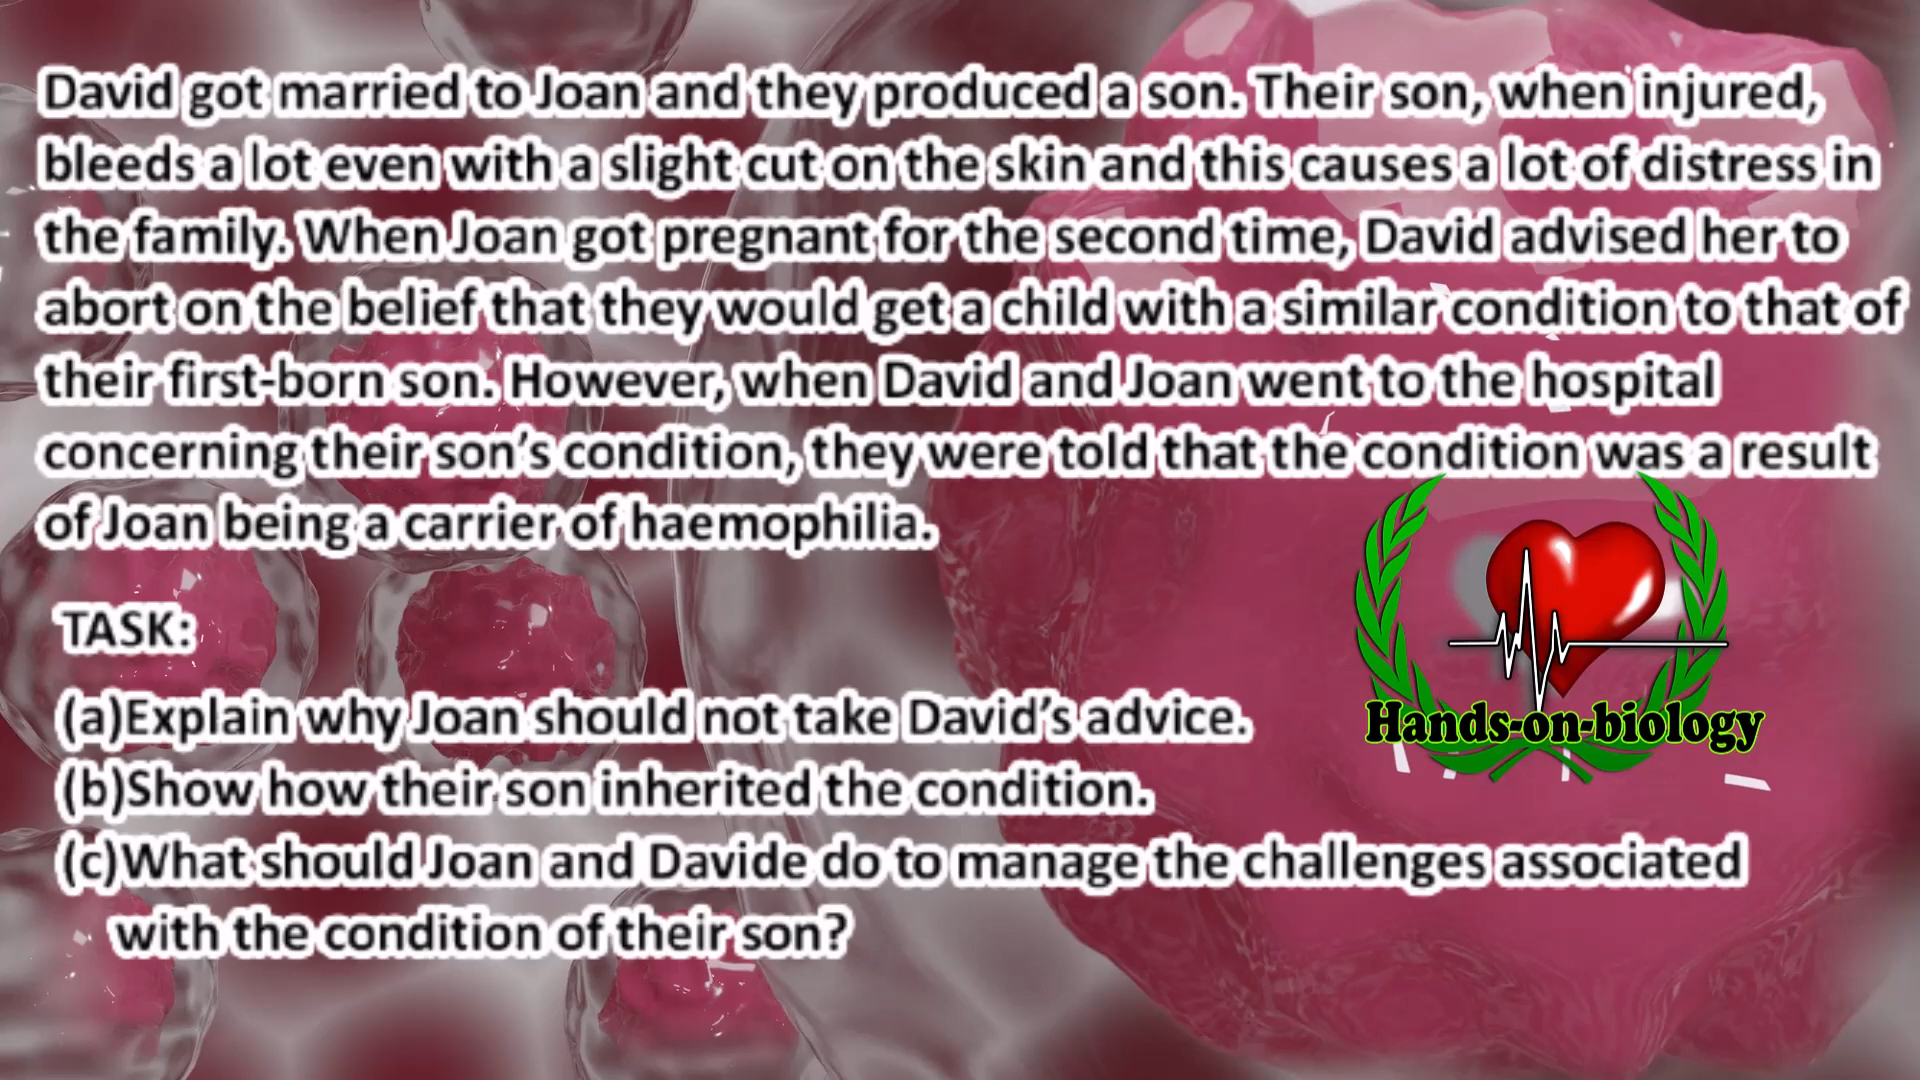 David got married to Joan and they produced a son. Their son, when injured,
bleeds a lot even with a slight cut on the skin and this causes a lot of distress in
the family. When Joan got pregnant for the second time, David advised her to
abort on the belief that they would get a child with a similar condition to that of
their first-born son. However, when David and Joan went to the hospital
concerning their son’s condition, they were told that the condition was a result
of Joan being a carrier of haemophilia.
TASK:
(a)Explain why Joan should not take David’s advice.
Hands-on-biology
(b)Show how their son inherited the condition.
(c)What should Joan and Davide do to manage the challenges associated
with the condition of their son?